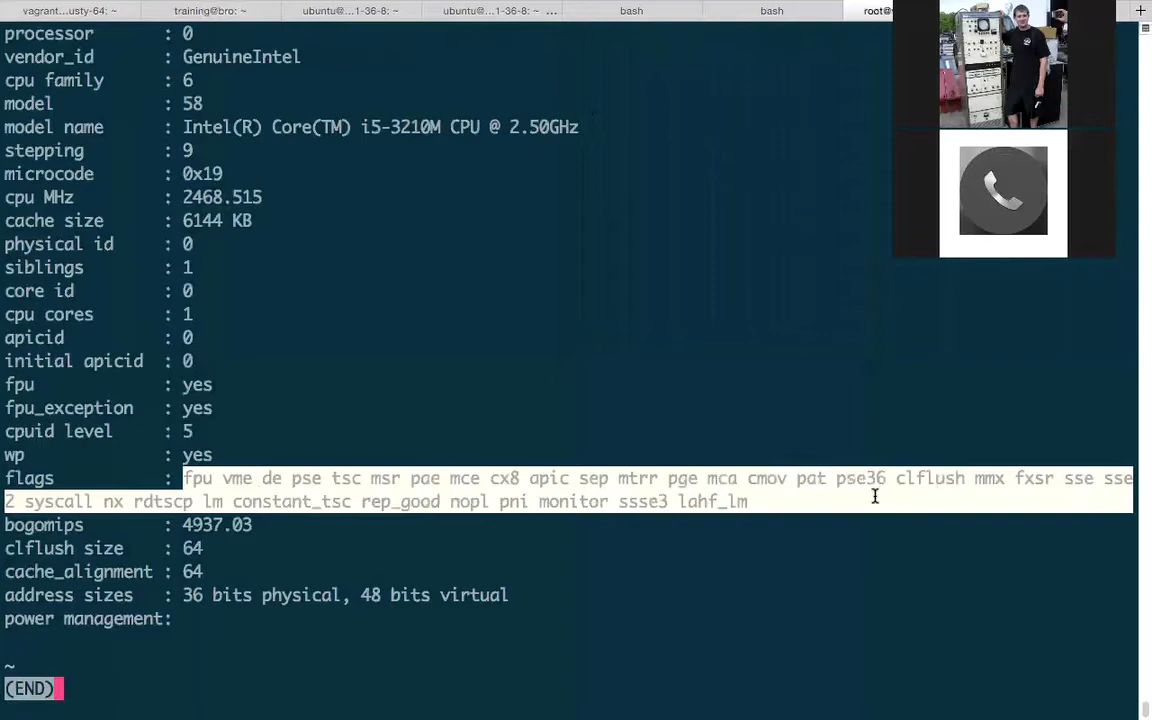 vagrant...usty-64: ~ training@bro: ~ ubuntu@...1-36-8: ~ ubuntu@...1-36-8: ~ ... bash bash root@
processor : 0
vendor_id : GenuineIntel
cpu family : 6
model : 58
model name : Intel(R) Core(TM) i5-3210M CPU @ 2.50GHz
stepping : 9
microcode : 0x19
cpu MHz : 2468.515
cache size : 6144 KB
physical id : 0
siblings : 1
core id : 0
cpu cores : 1
apicid : 0
initial apicid : 0
fpu : yes
fpu_exception : yes
cpuid level : 5
wp : yes
flags : fpu vme de pse tsc msr pae mce cx8 apic sep mtrr pge mca cmov pat pse36 clflush mmx fxsr sse sse
2 syscall nx rdtscp lm constant_tsc rep_good nopl pni monitor ssse3 lahf_lm
bogomips : 4937.03
clflush size : 64
cache_alignment : 64
address sizes : 36 bits physical, 48 bits virtual
power management:
~
(END)